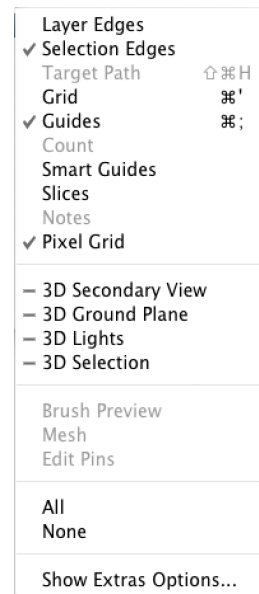 Layer Edges
✓ Selection Edges
Target Path ⇧⌘H
Grid ⌘'
✓ Guides ⌘;
Count
Smart Guides
Slices
Notes
✓ Pixel Grid
– 3D Secondary View
– 3D Ground Plane
– 3D Lights
– 3D Selection
Brush Preview
Mesh
Edit Pins
All
None
Show Extras Options...